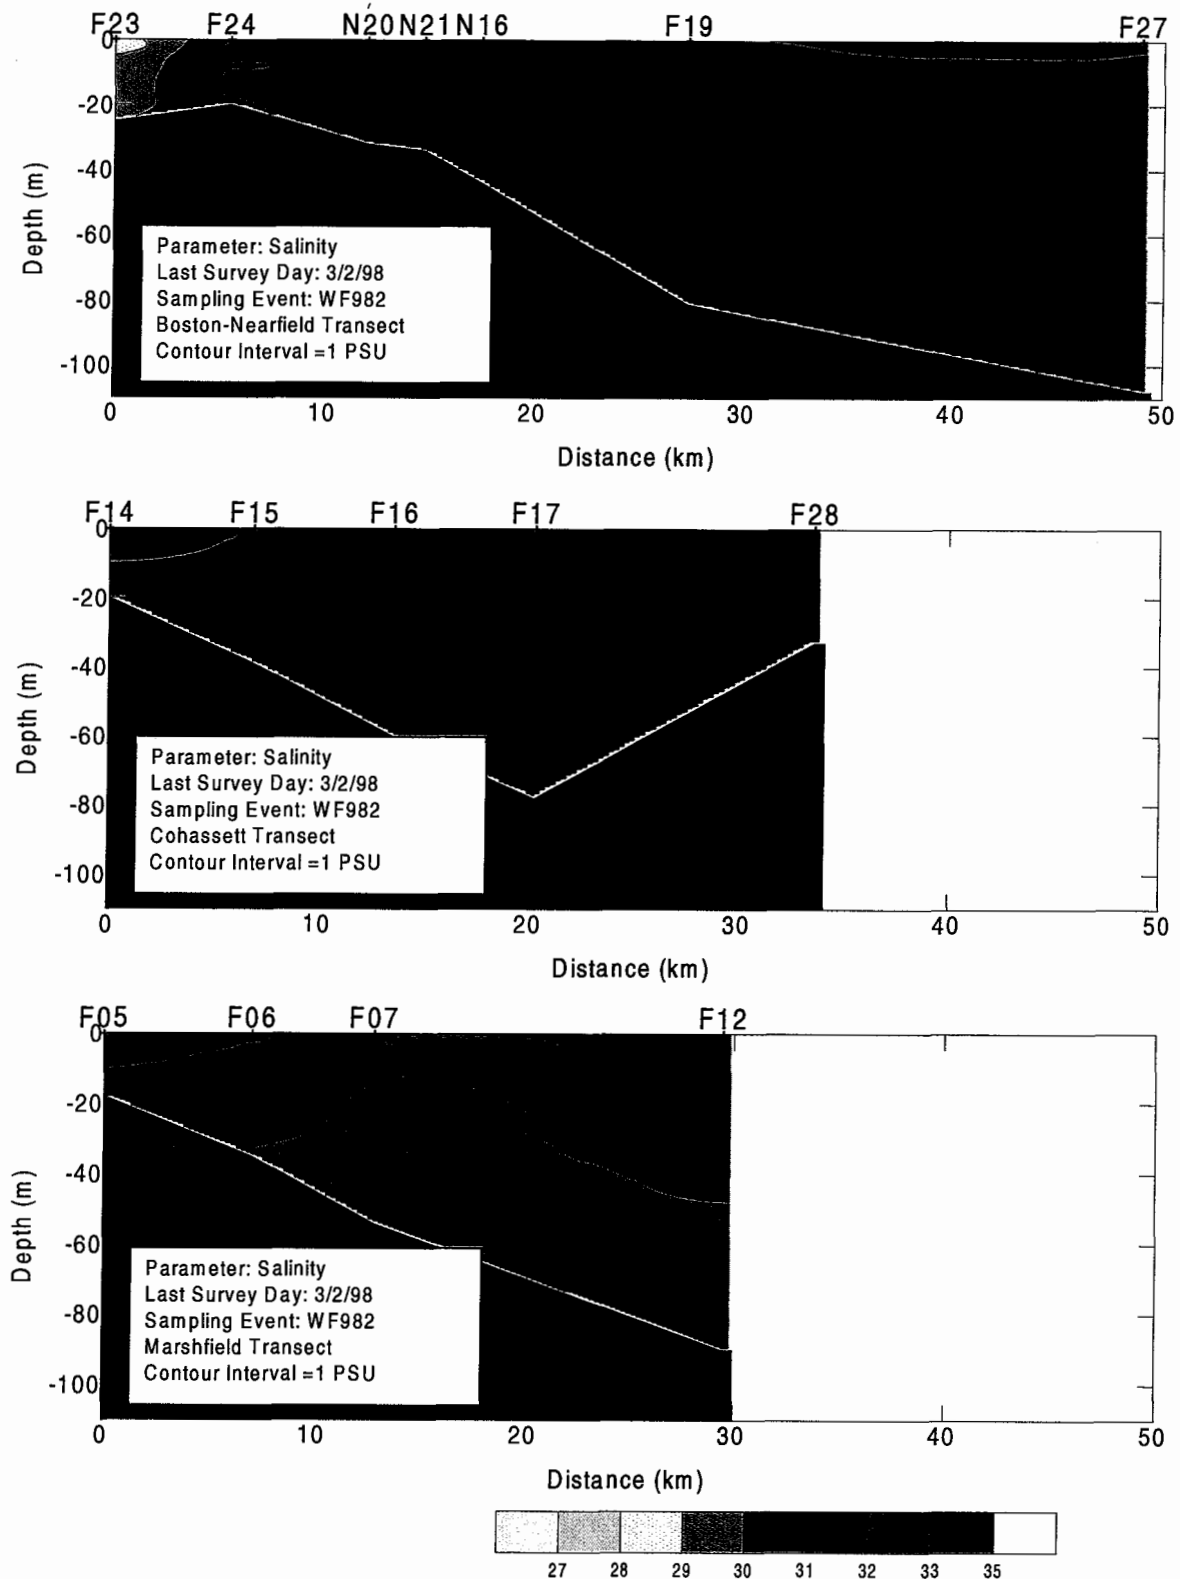 F23 F24 N20 N21 N16 F19 F27
0
-20
-40
-60
-80
-100
Depth (m)
Parameter: Salinity
Last Survey Day: 3/2/98
Sampling Event: WF982
Boston-Nearfield Transect
Contour Interval =1 PSU
0 10 20 30 40 50
Distance (km)
F14 F15 F16 F17 F28
0
-20
-40
-60
-80
-100
Depth (m)
Parameter: Salinity
Last Survey Day: 3/2/98
Sampling Event: WF982
Cohassett Transect
Contour Interval =1 PSU
0 10 20 30 40 50
Distance (km)
F05 F06 F07 F12
0
-20
-40
-60
-80
-100
Depth (m)
Parameter: Salinity
Last Survey Day: 3/2/98
Sampling Event: WF982
Marshfield Transect
Contour Interval =1 PSU
0 10 20 30 40 50
Distance (km)
27 28 29 30 31 32 33 35